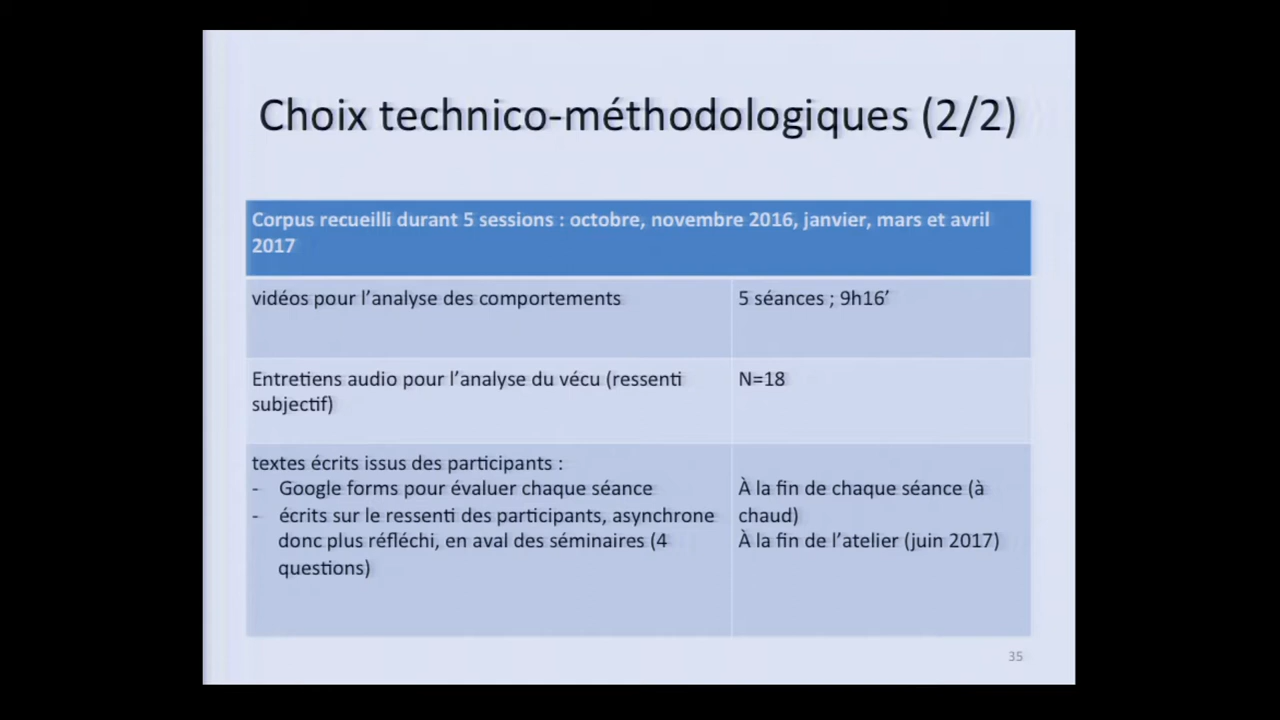 Choix technico-méthodologiques (2/2)
Corpus recueilli durant 5 sessions : octobre, novembre 2016, janvier, mars et avril
2017
vidéos pour l’analyse des comportements
5 séances ; 9h16’
Entretiens audio pour l’analyse du vécu (ressenti
subjectif)
N=18
textes écrits issus des participants :
- Google forms pour évaluer chaque séance
- écrits sur le ressenti des participants, asynchrone
donc plus réfléchi, en aval des séminaires (4
questions)
À la fin de chaque séance (à
chaud)
À la fin de l’atelier (juin 2017)
35